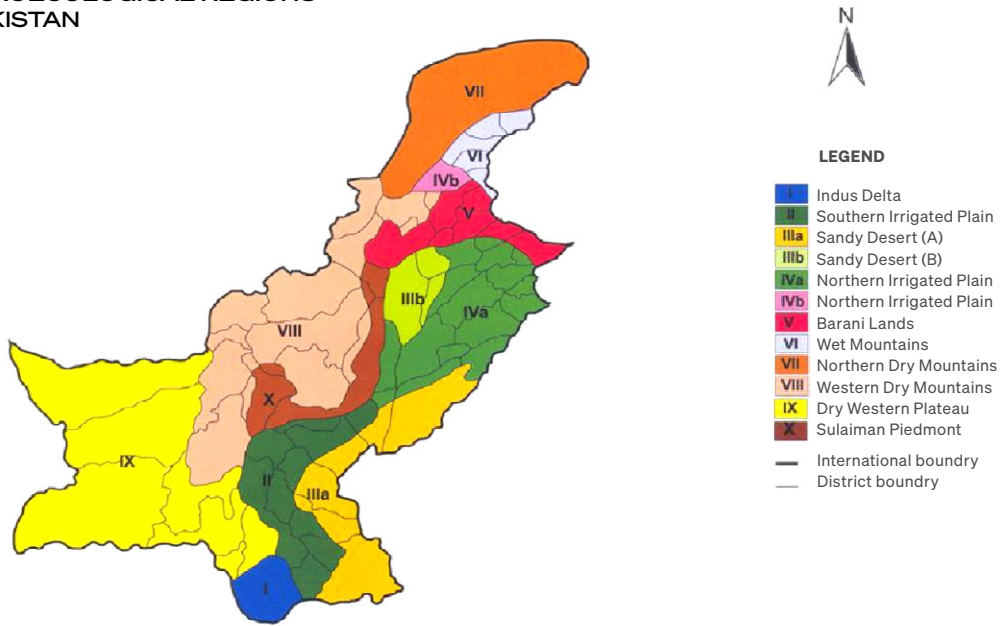 KISTAN
N
VII
VI
IVb
V
IIIb
IVa
VIII
X
IX
II
IIIa
I
LEGEND
I Indus Delta
II Southern Irrigated Plain
IIIa Sandy Desert (A)
IIIb Sandy Desert (B)
IVa Northern Irrigated Plain
IVb Northern Irrigated Plain
V Barani Lands
VI Wet Mountains
VII Northern Dry Mountains
VIII Western Dry Mountains
IX Dry Western Plateau
X Sulaiman Piedmont
International boundry
District boundry